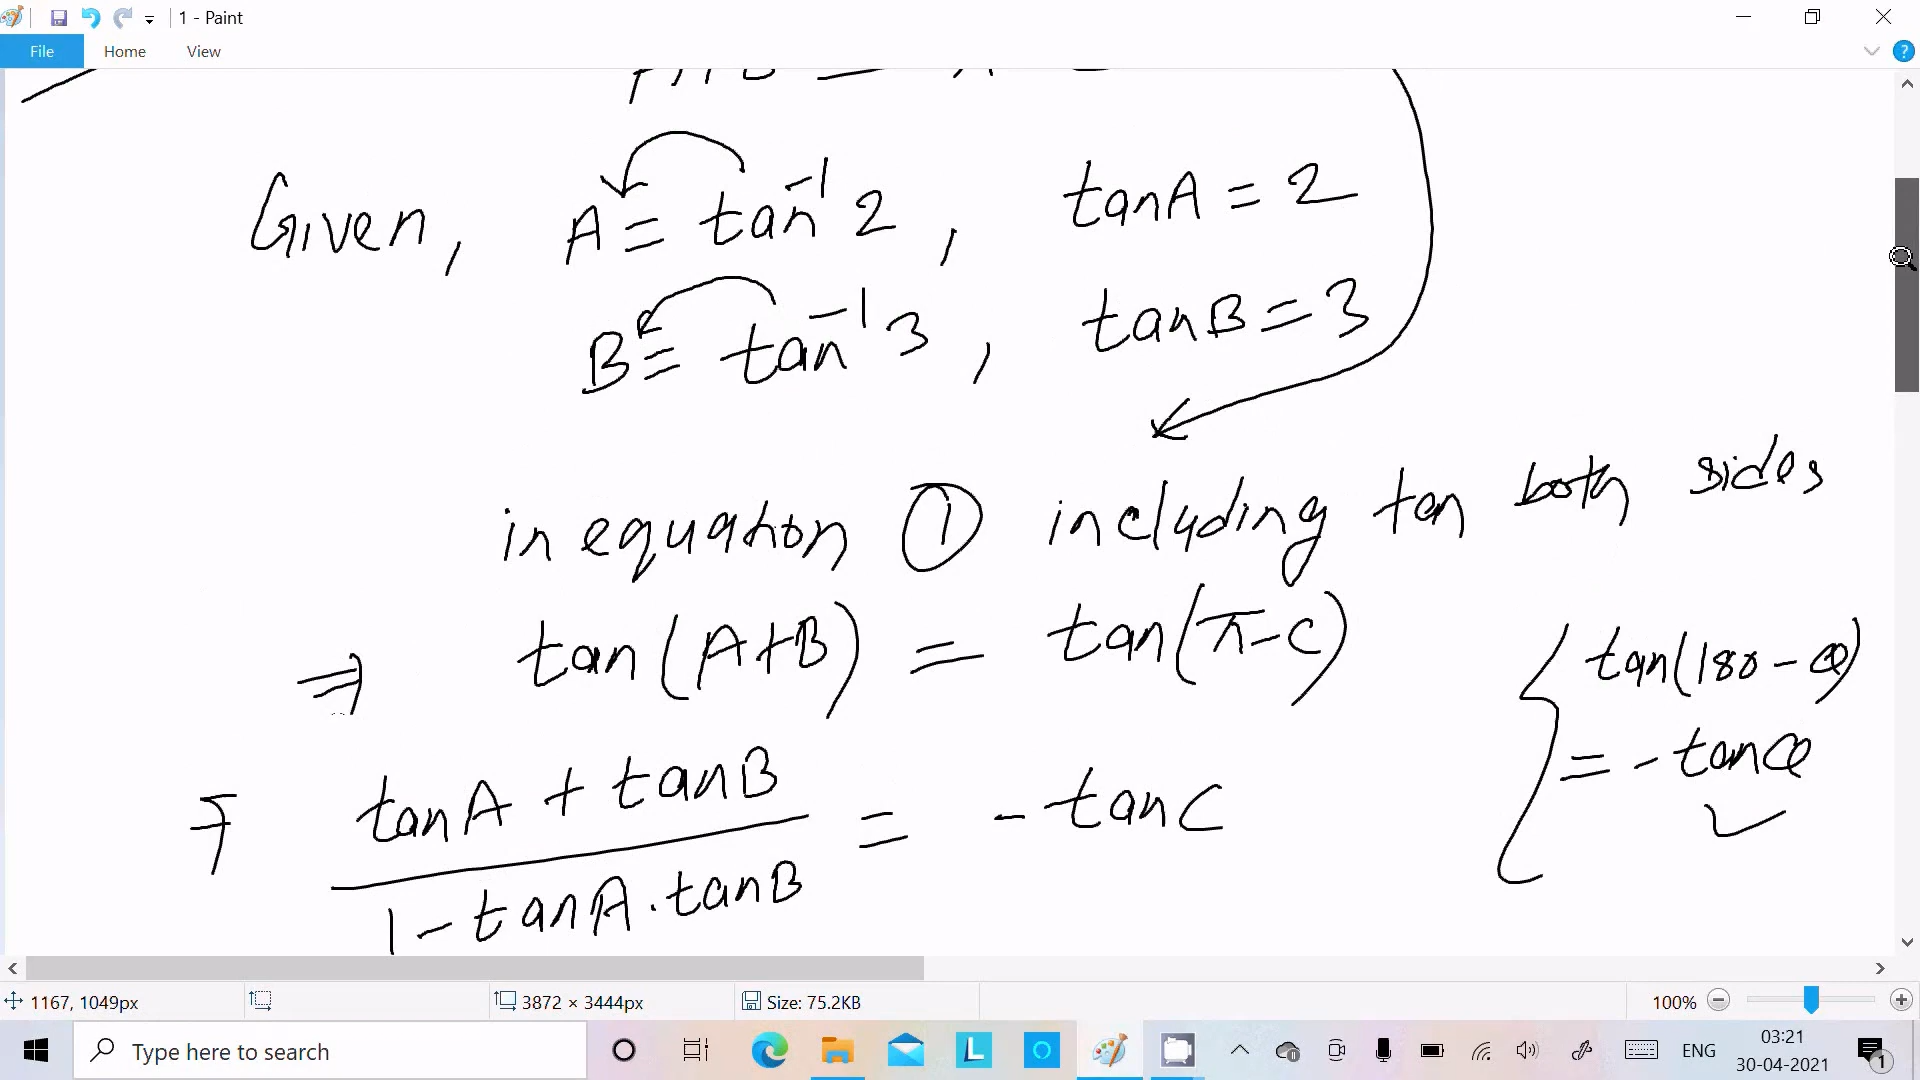 1 - Paint
File Home View
Given, A = tan⁻¹ 2 , tanA = 2
B = tan⁻¹ 3 , tanB = 3
in equation ① including tan both sides
⇒ tan(A+B) = tan(π-C)
tan(180-θ)
= -tanθ
⇒ tanA + tanB = -tanC
1 - tanA . tanB
1167, 1049px 3872 × 3444px Size: 75.2KB 100%
Type here to search
ENG
03:21
30-04-2021
1